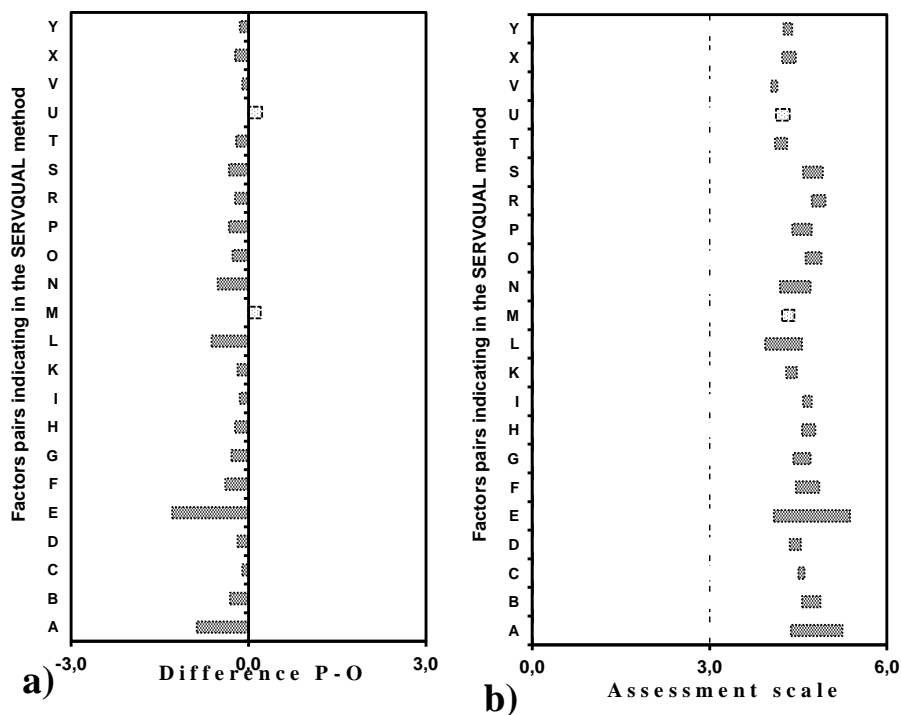 Factors pairs indicating in the SERVQUAL method
Y
X
V
U
T
S
R
P
O
N
M
L
K
I
H
G
F
E
D
C
B
A
-3,0
0,0
3,0
Difference P-O
a)
Factors pairs indicating in the SERVQUAL method
Y
X
V
U
T
S
R
P
O
N
M
L
K
I
H
G
F
E
D
C
B
A
0,0
3,0
6,0
Assessment scale
b)